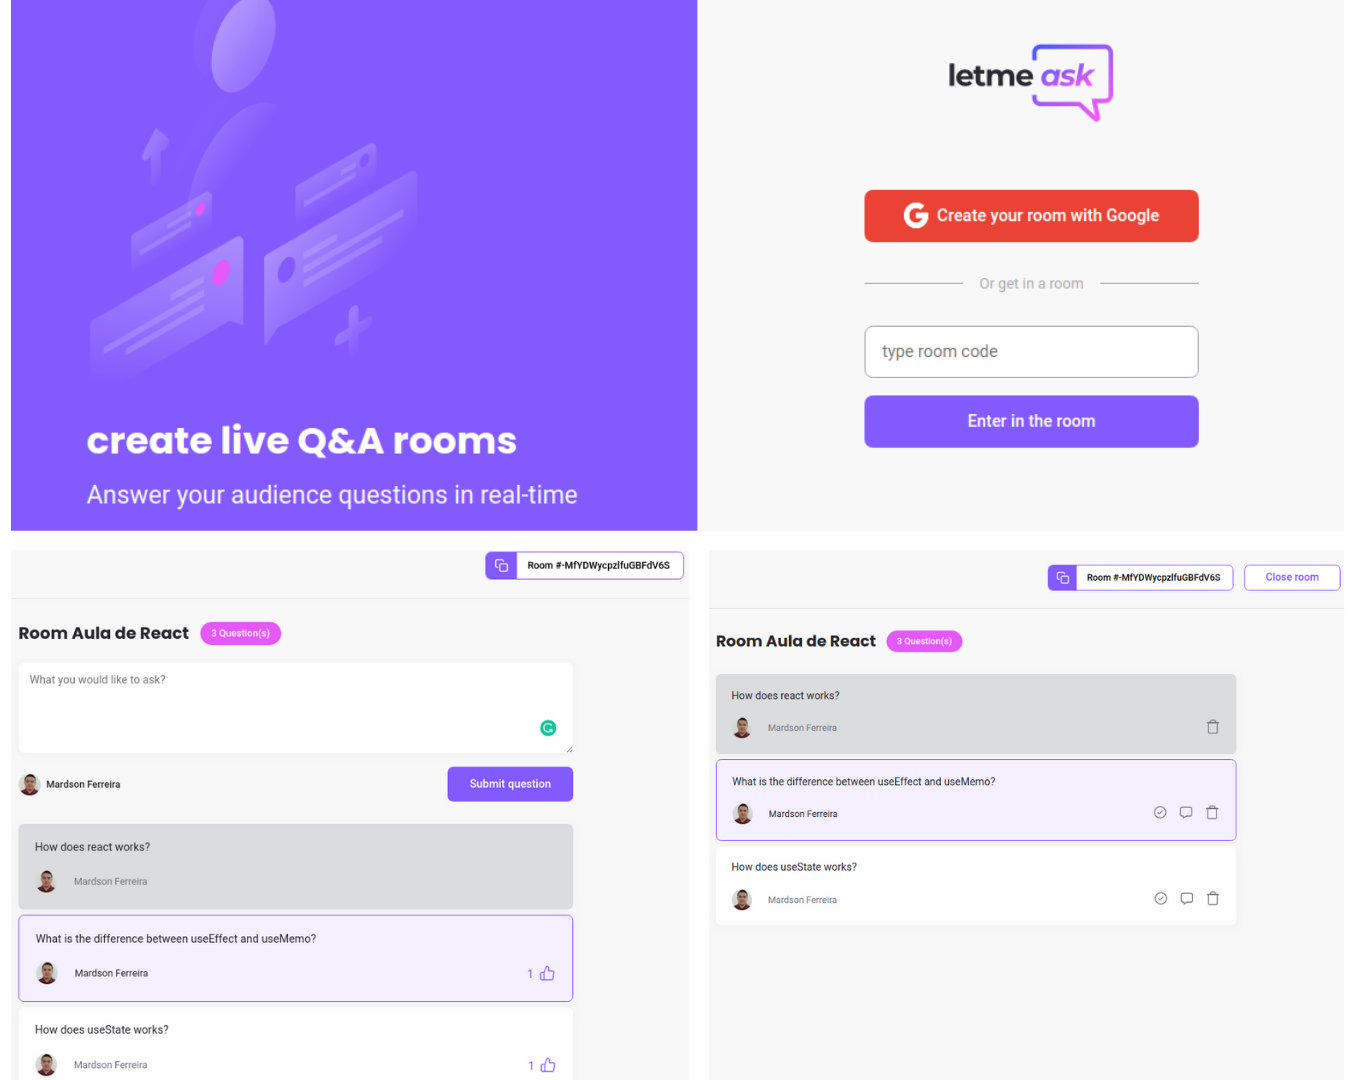 letme ask
Create your room with Google
Or get in a room
type room code
Enter in the room
create live Q&A rooms
Answer your audience questions in real-time
Room #-MfYDWycpzlfuGBFdV6S
Room Aula de React
3 Question(s)
What you would like to ask?
Mardson Ferreira
Submit question
How does react works?
Mardson Ferreira
What is the difference between useEffect and useMemo?
Mardson Ferreira
1
How does useState works?
Mardson Ferreira
1
Room #-MfYDWycpzlfuGBFdV6S
Close room
Room Aula de React
3 Question(s)
How does react works?
Mardson Ferreira
What is the difference between useEffect and useMemo?
Mardson Ferreira
How does useState works?
Mardson Ferreira